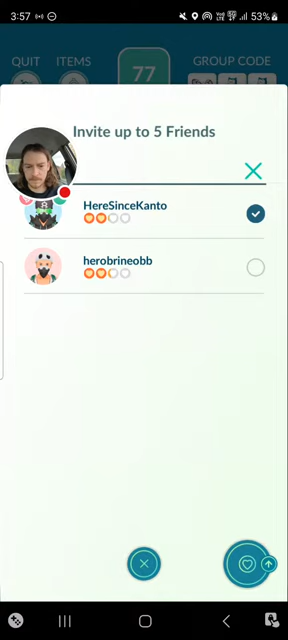 3:57
53%
QUIT
ITEMS
77
GROUP CODE
Invite up to 5 Friends
HereSinceKanto
herobrineobb